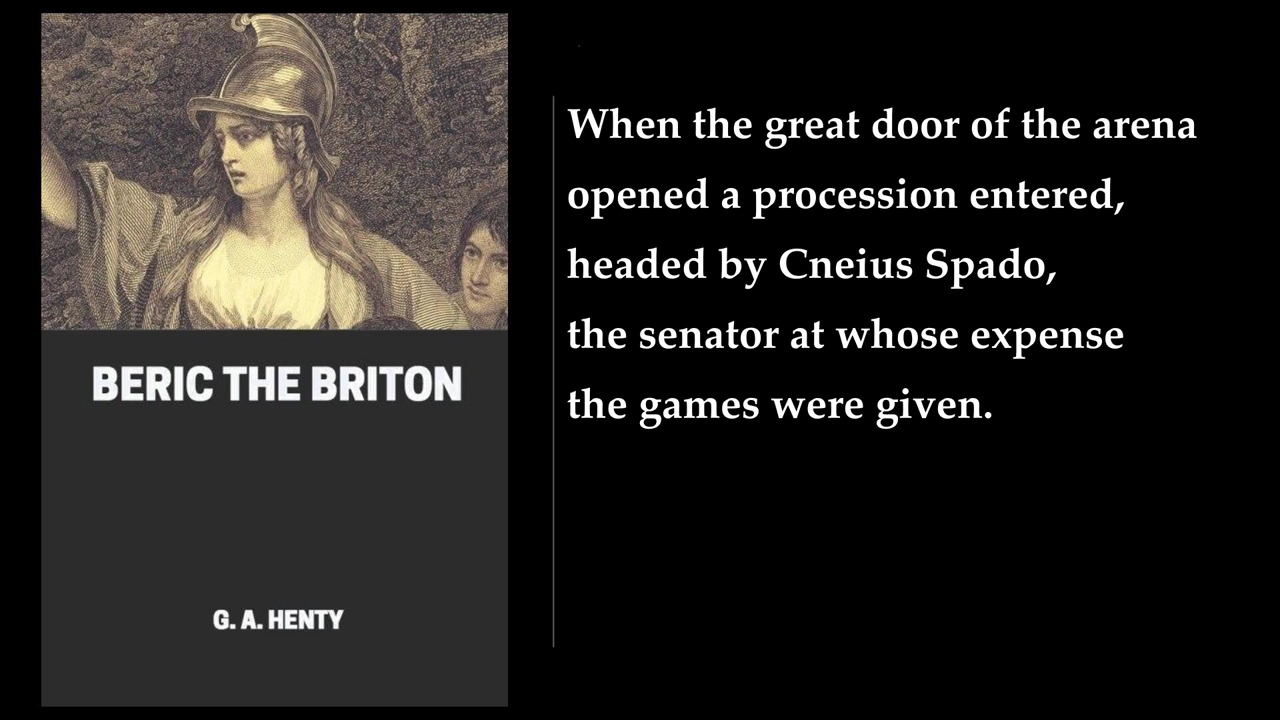 BERIC THE BRITON
G. A. HENTY
When the great door of the arena
opened a procession entered,
headed by Cneius Spado,
the senator at whose expense
the games were given.